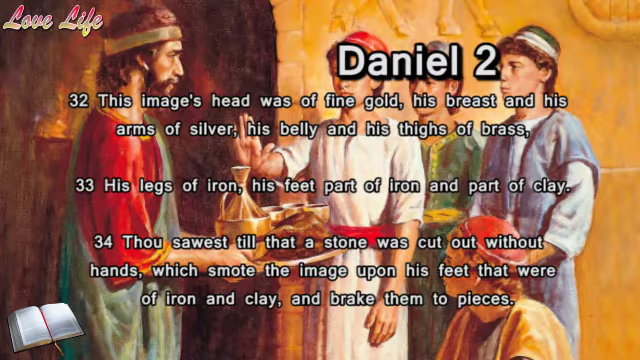 Love Life
Daniel 2
32 This image's head was of fine gold, his breast and his
arms of silver, his belly and his thighs of brass,
33 His legs of iron, his feet part of iron and part of clay.
34 Thou sawest till that a stone was cut out without
hands, which smote the image upon his feet that were
of iron and clay, and brake them to pieces.